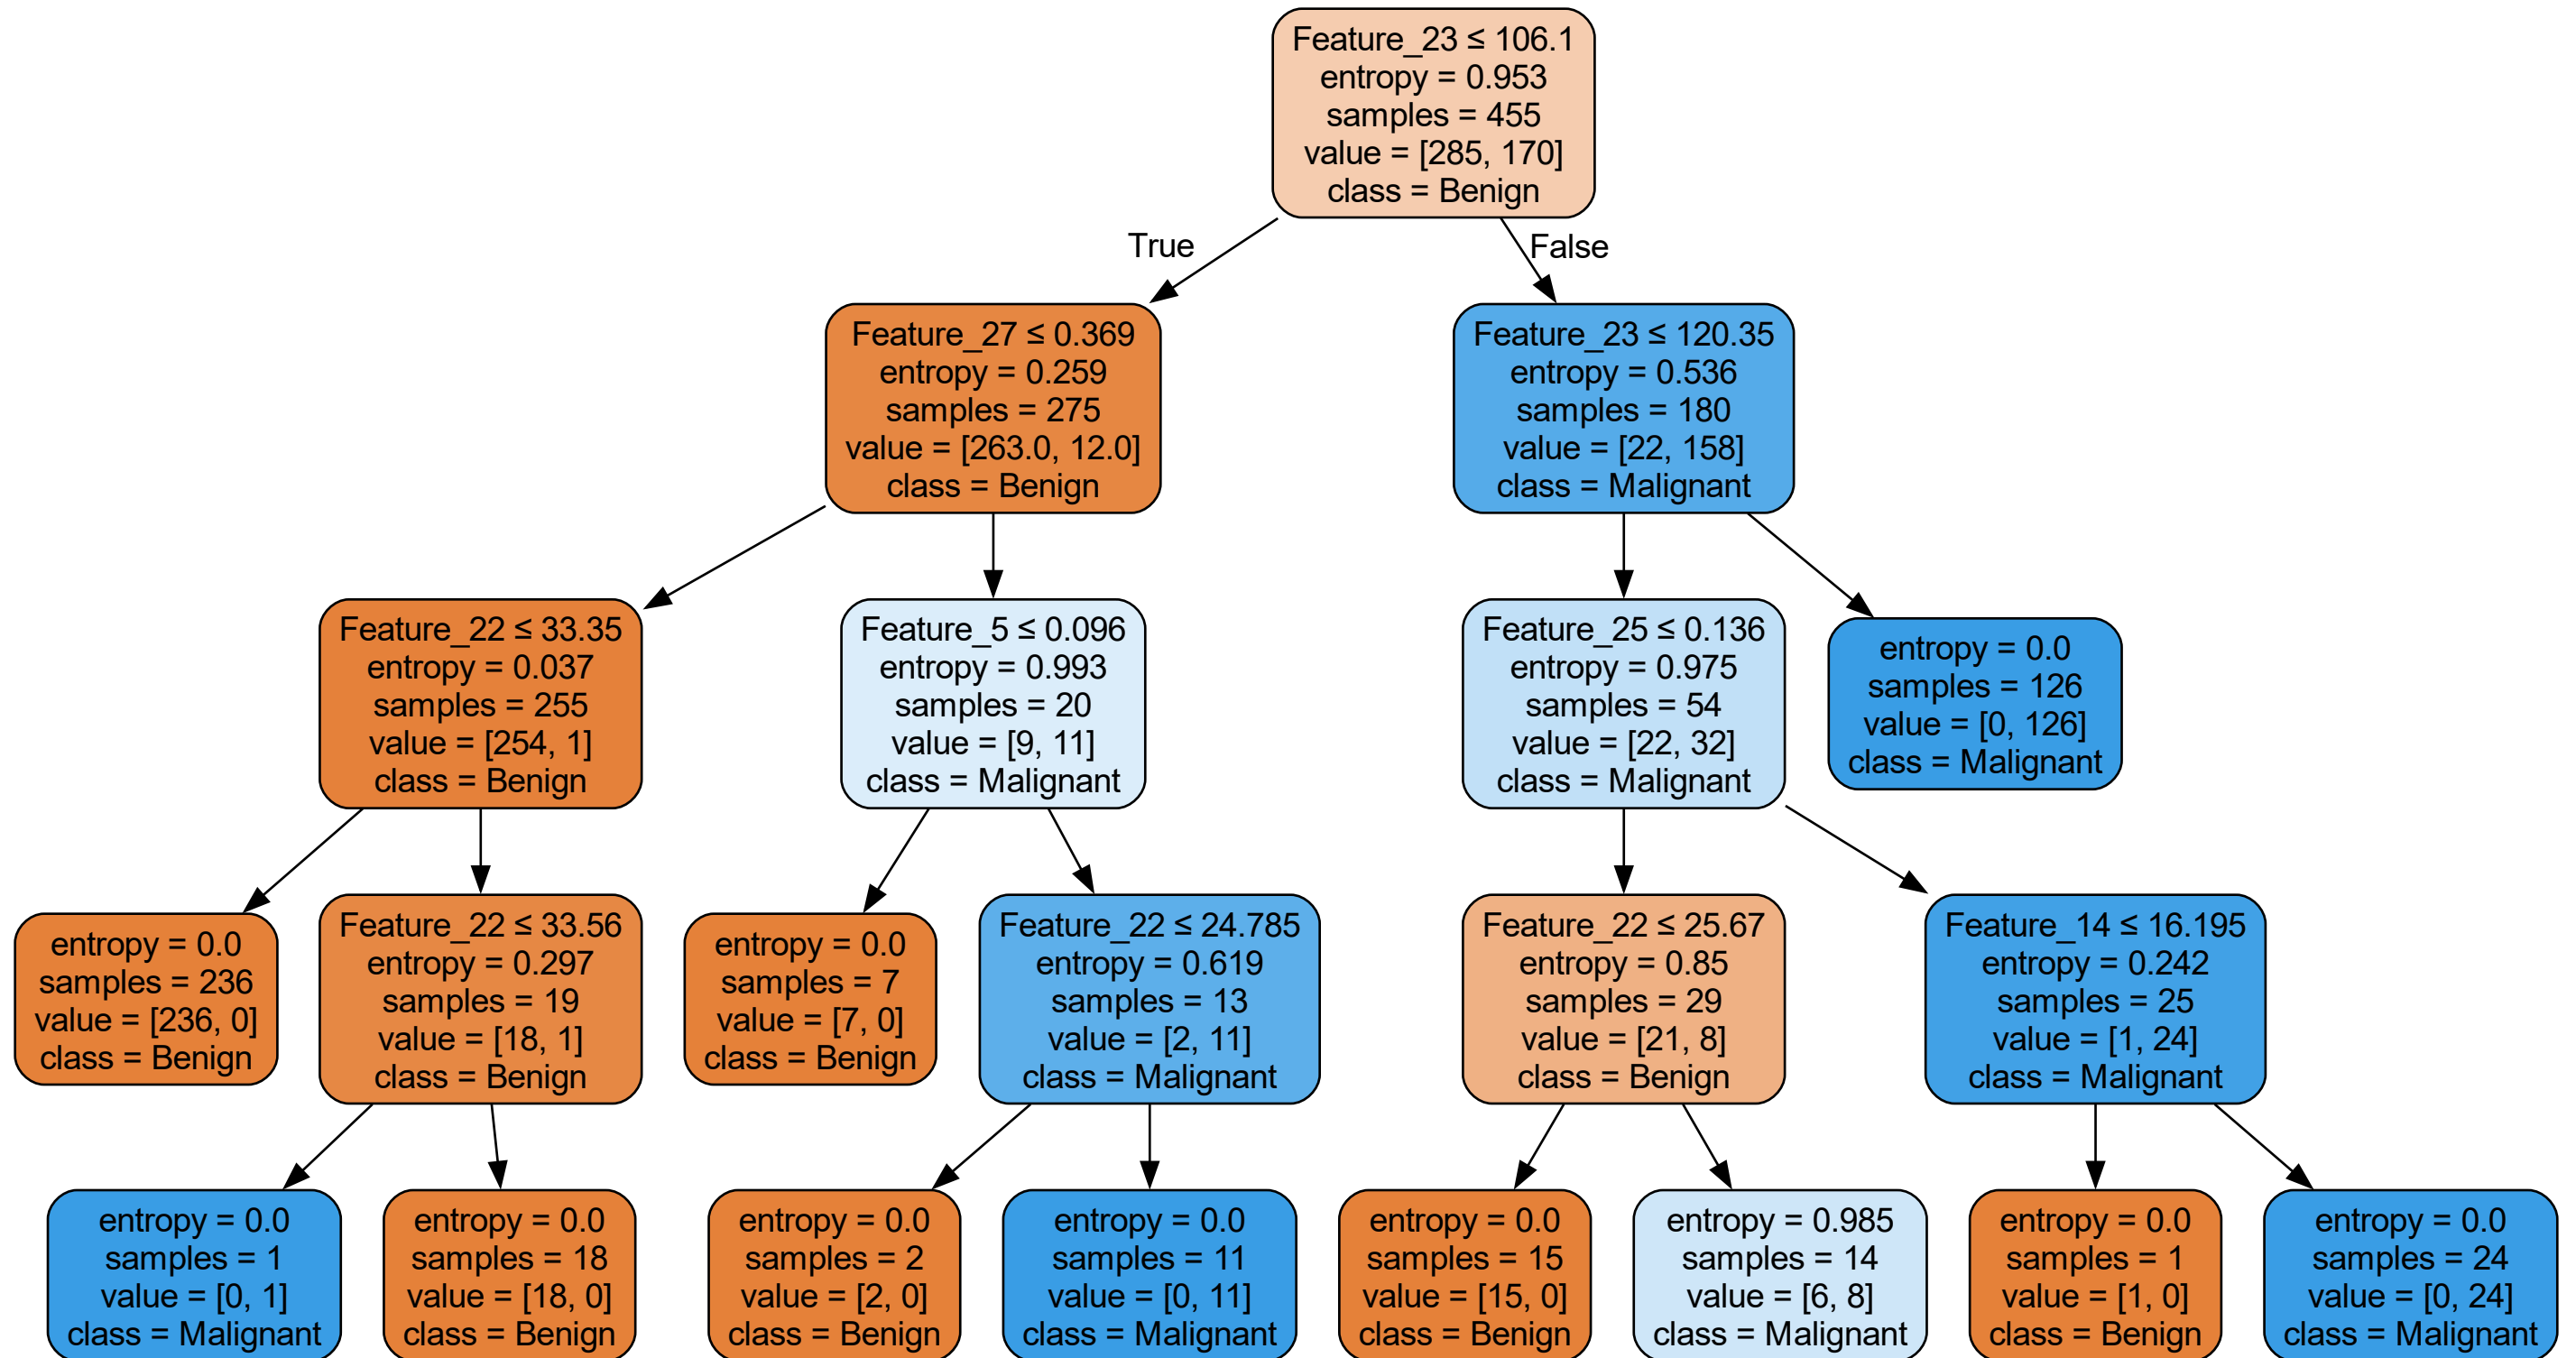 Feature_23 ≤ 106.1
entropy = 0.953
samples = 455
value = [285, 170]
class = Benign
True
False
Feature_27 ≤ 0.369
entropy = 0.259
samples = 275
value = [263.0, 12.0]
class = Benign
Feature_23 ≤ 120.35
entropy = 0.536
samples = 180
value = [22, 158]
class = Malignant
Feature_22 ≤ 33.35
entropy = 0.037
samples = 255
value = [254, 1]
class = Benign
Feature_5 ≤ 0.096
entropy = 0.993
samples = 20
value = [9, 11]
class = Malignant
Feature_25 ≤ 0.136
entropy = 0.975
samples = 54
value = [22, 32]
class = Malignant
entropy = 0.0
samples = 126
value = [0, 126]
class = Malignant
entropy = 0.0
samples = 236
value = [236, 0]
class = Benign
Feature_22 ≤ 33.56
entropy = 0.297
samples = 19
value = [18, 1]
class = Benign
entropy = 0.0
samples = 7
value = [7, 0]
class = Benign
Feature_22 ≤ 24.785
entropy = 0.619
samples = 13
value = [2, 11]
class = Malignant
Feature_22 ≤ 25.67
entropy = 0.85
samples = 29
value = [21, 8]
class = Benign
Feature_14 ≤ 16.195
entropy = 0.242
samples = 25
value = [1, 24]
class = Malignant
entropy = 0.0
samples = 1
value = [0, 1]
class = Malignant
entropy = 0.0
samples = 18
value = [18, 0]
class = Benign
entropy = 0.0
samples = 2
value = [2, 0]
class = Benign
entropy = 0.0
samples = 11
value = [0, 11]
class = Malignant
entropy = 0.0
samples = 15
value = [15, 0]
class = Benign
entropy = 0.985
samples = 14
value = [6, 8]
class = Malignant
entropy = 0.0
samples = 1
value = [1, 0]
class = Benign
entropy = 0.0
samples = 24
value = [0, 24]
class = Malignant